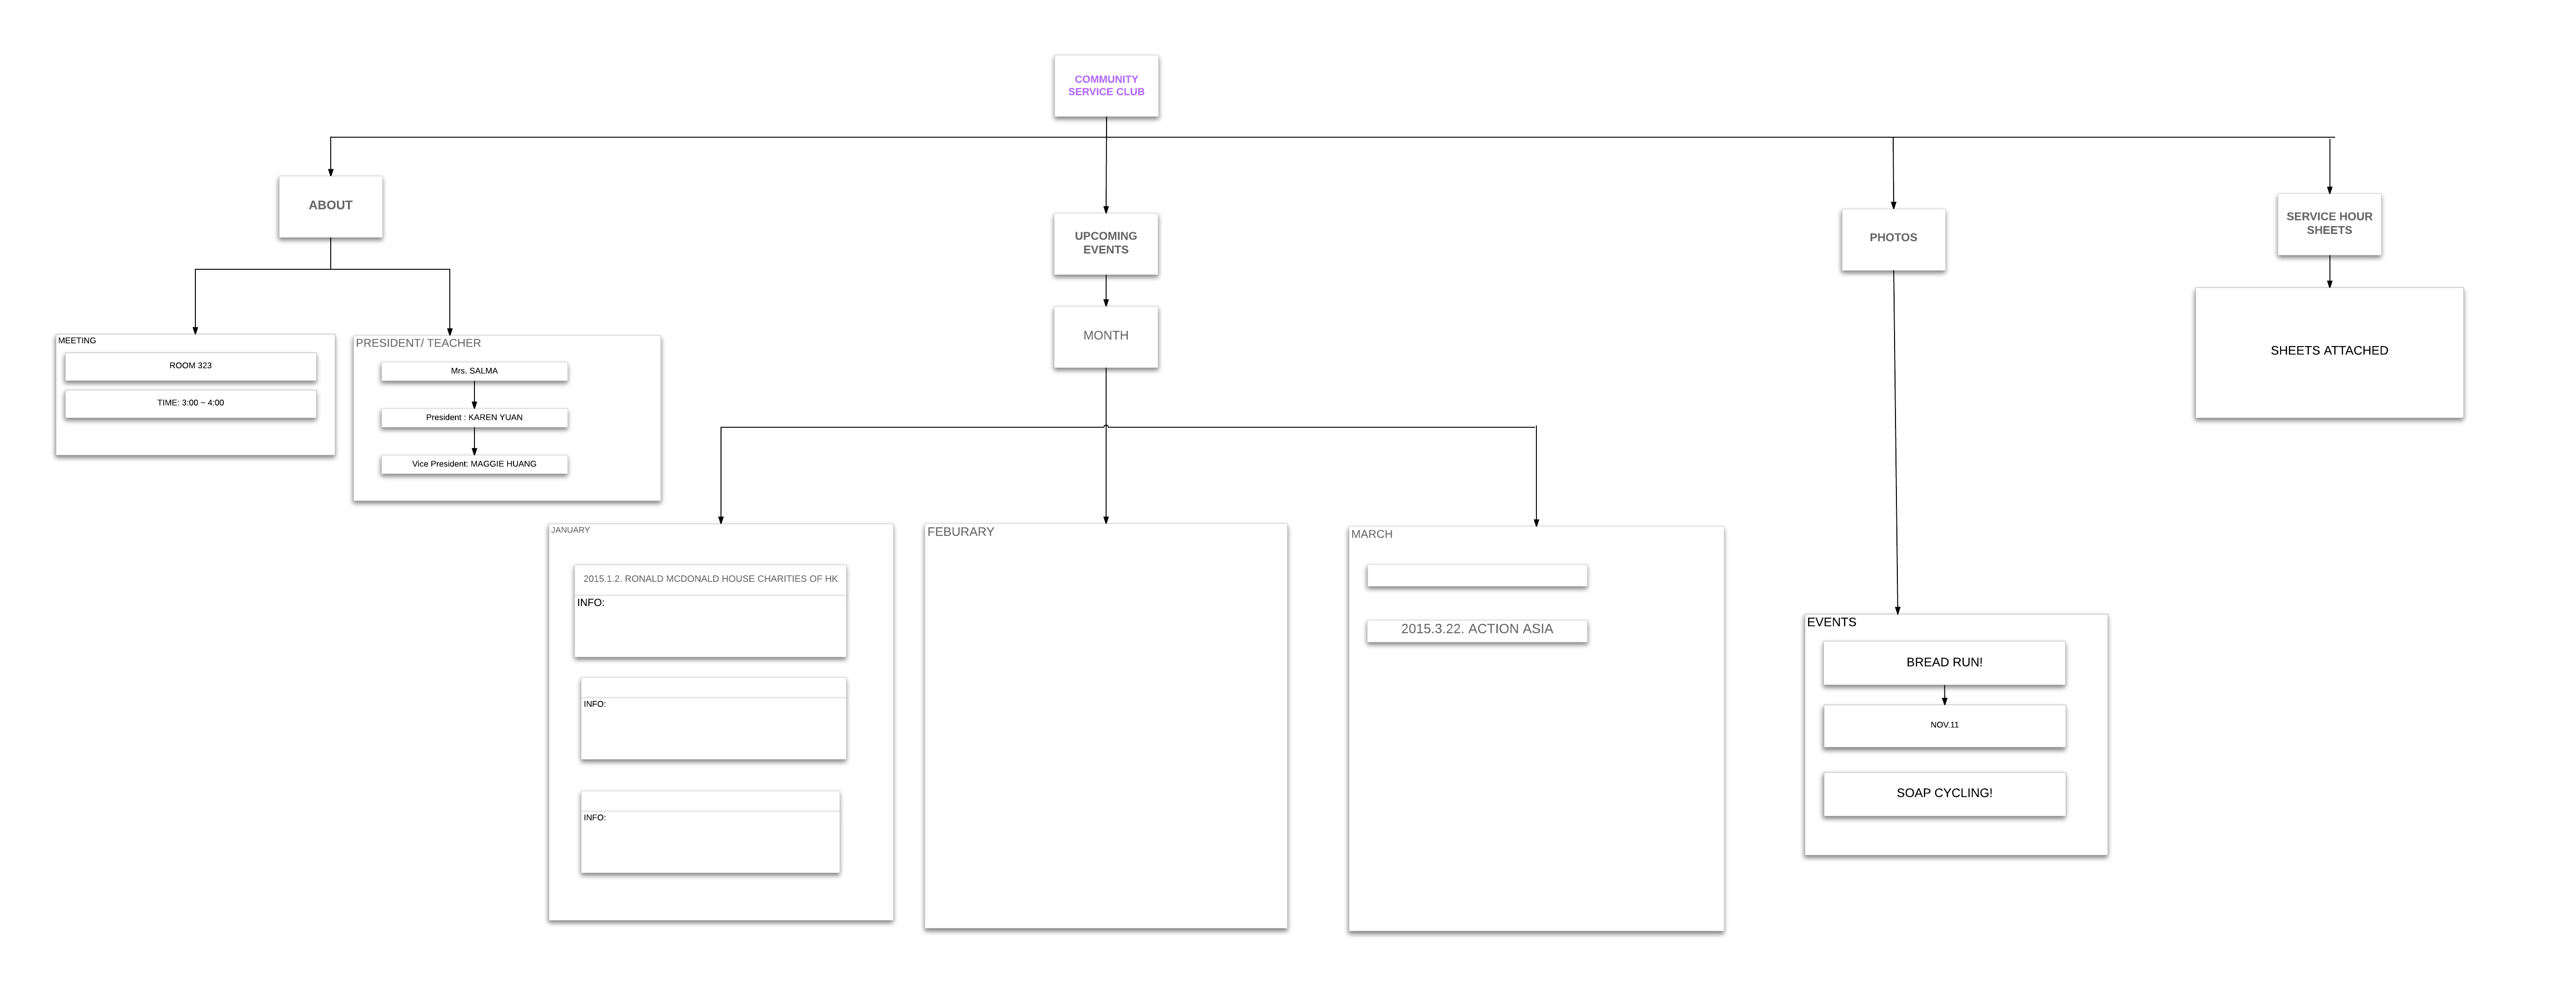 COMMUNITY
SERVICE CLUB
ABOUT
UPCOMING
EVENTS
PHOTOS
SERVICE HOUR
SHEETS
MEETING
ROOM 323
TIME: 3:00 ~ 4:00
PRESIDENT/ TEACHER
Mrs. SALMA
President : KAREN YUAN
Vice President: MAGGIE HUANG
MONTH
SHEETS ATTACHED
JANUARY
2015.1.2. RONALD MCDONALD HOUSE CHARITIES OF HK
INFO:
INFO:
INFO:
FEBURARY
MARCH
2015.3.22. ACTION ASIA
EVENTS
BREAD RUN!
NOV.11
SOAP CYCLING!